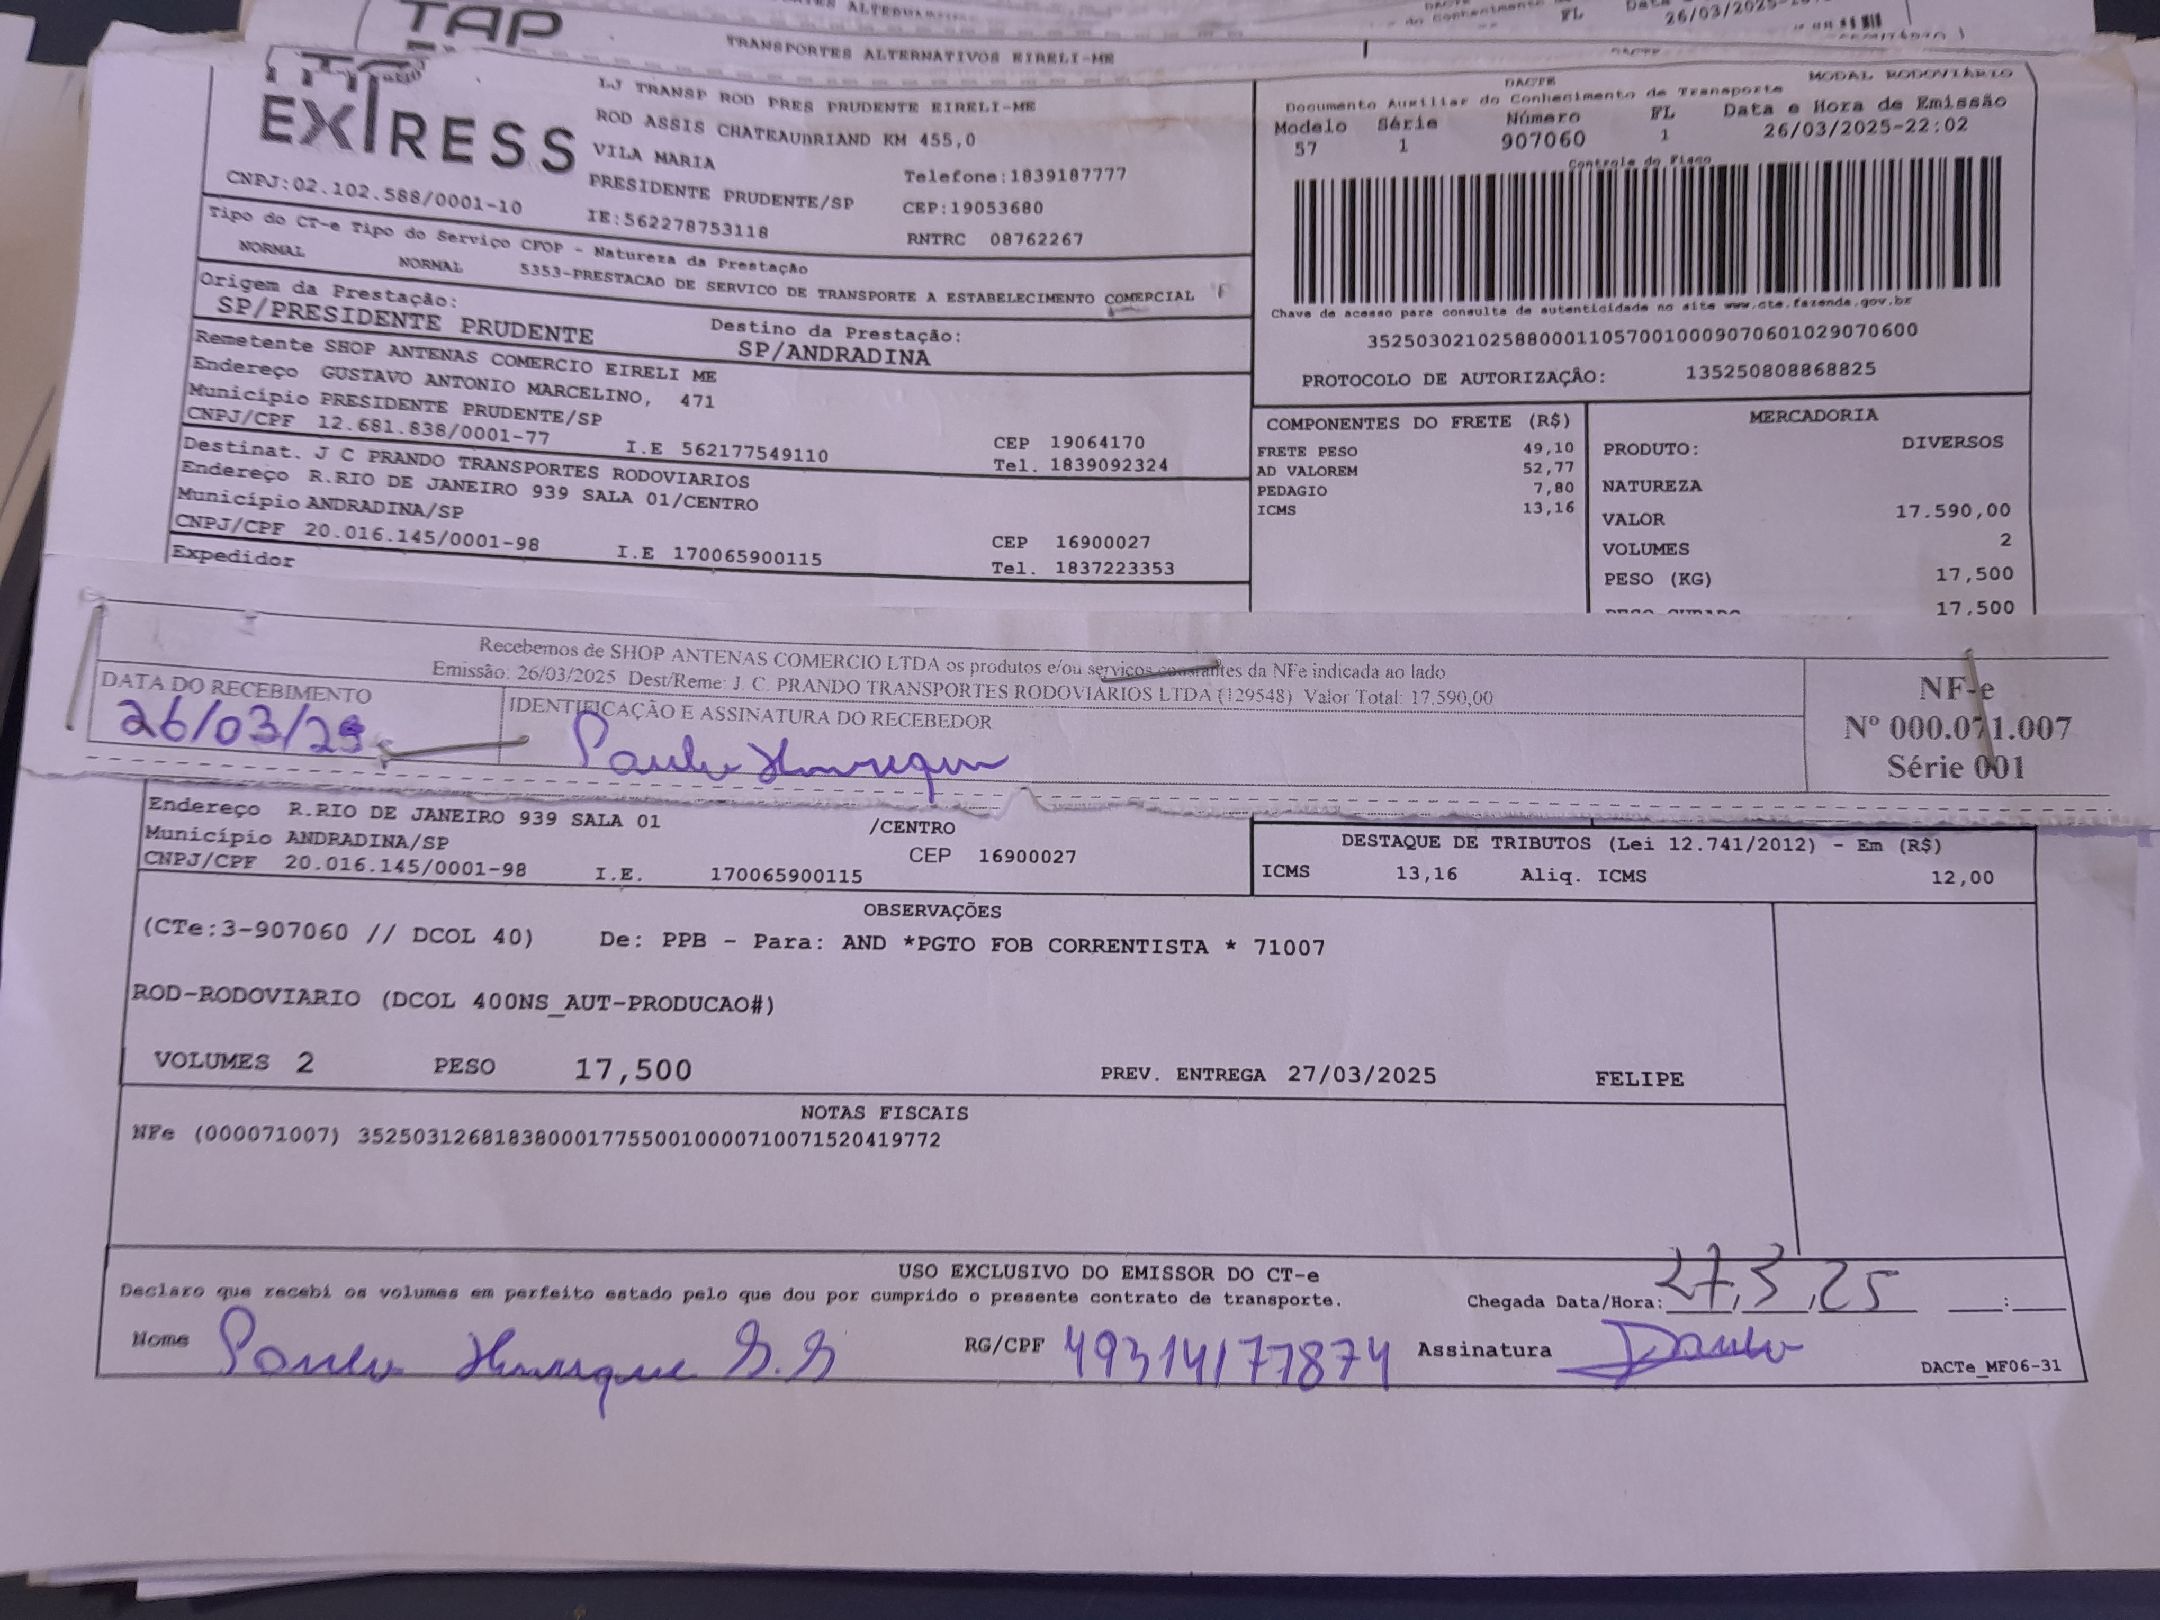 TAP
TRANSPORTES ALTERNATIVOS EIRELI-ME
26/03/2025
EXPRESS
LJ TRANSP ROD PRES PRUDENTE EIRELI-ME
ROD ASSIS CHATEAUBRIAND KM 455,0
VILA MARIA
Telefone:1839187777
PRESIDENTE PRUDENTE/SP
CEP:19053680
CNPJ:02.102.588/0001-10
IE:562278753118
RNTRC 08762267
DACTE
MODAL RODOVIÁRIO
Documento Auxiliar do Conhecimento de Transporte
Modelo Série Número FL Data e Hora de Emissão
57 1 907060 1 26/03/2025-22:02
Controle do Fisco
Chave de acesso para consulta de autenticidade no site www.cte.fazenda.gov.br
35250302102588000110570010009070601029070600
PROTOCOLO DE AUTORIZAÇÃO: 135250808868825
Tipo do CT-e Tipo do Serviço CFOP - Natureza da Prestação
NORMAL NORMAL 5353-PRESTACAO DE SERVICO DE TRANSPORTE A ESTABELECIMENTO COMERCIAL
Origem da Prestação: Destino da Prestação:
SP/PRESIDENTE PRUDENTE SP/ANDRADINA
Remetente SHOP ANTENAS COMERCIO EIRELI ME
Endereço GUSTAVO ANTONIO MARCELINO, 471
Município PRESIDENTE PRUDENTE/SP CEP 19064170
CNPJ/CPF 12.681.838/0001-77 I.E 562177549110 Tel. 1839092324
Destinat. J C PRANDO TRANSPORTES RODOVIARIOS
Endereço R.RIO DE JANEIRO 939 SALA 01/CENTRO
Município ANDRADINA/SP CEP 16900027
CNPJ/CPF 20.016.145/0001-98 I.E 170065900115 Tel. 1837223353
Expedidor
COMPONENTES DO FRETE (R$)
FRETE PESO 49,10
AD VALOREM 52,77
PEDAGIO 7,80
ICMS 13,16
MERCADORIA
PRODUTO: DIVERSOS
NATUREZA
VALOR 17.590,00
VOLUMES 2
PESO (KG) 17,500
17,500
Recebemos de SHOP ANTENAS COMERCIO LTDA os produtos e/ou serviços constantes da NFe indicada ao lado
Emissão: 26/03/2025 Dest/Reme: J. C. PRANDO TRANSPORTES RODOVIARIOS LTDA (129548) Valor Total: 17.590,00
DATA DO RECEBIMENTO IDENTIFICAÇÃO E ASSINATURA DO RECEBEDOR
26/03/25 Paulo Henrique
NF-e
Nº 000.071.007
Série 001
Endereço R.RIO DE JANEIRO 939 SALA 01 /CENTRO
Município ANDRADINA/SP CEP 16900027
CNPJ/CPF 20.016.145/0001-98 I.E. 170065900115
DESTAQUE DE TRIBUTOS (Lei 12.741/2012) - Em (R$)
ICMS 13,16 Aliq. ICMS 12,00
OBSERVAÇÕES
(CTe:3-907060 // DCOL 40) De: PPB - Para: AND *PGTO FOB CORRENTISTA * 71007
ROD-RODOVIARIO (DCOL 400NS_AUT-PRODUCAO#)
VOLUMES 2 PESO 17,500 PREV. ENTREGA 27/03/2025 FELIPE
NOTAS FISCAIS
NFe (000071007) 35250312681838000177550010000710071520419772
USO EXCLUSIVO DO EMISSOR DO CT-e
Declaro que recebi os volumes em perfeito estado pelo que dou por cumprido o presente contrato de transporte.
Chegada Data/Hora: 27/3/25 __:__
Nome Paulo Henrique S.S RG/CPF 49314177874 Assinatura Paulo
DACTe_MF06-31